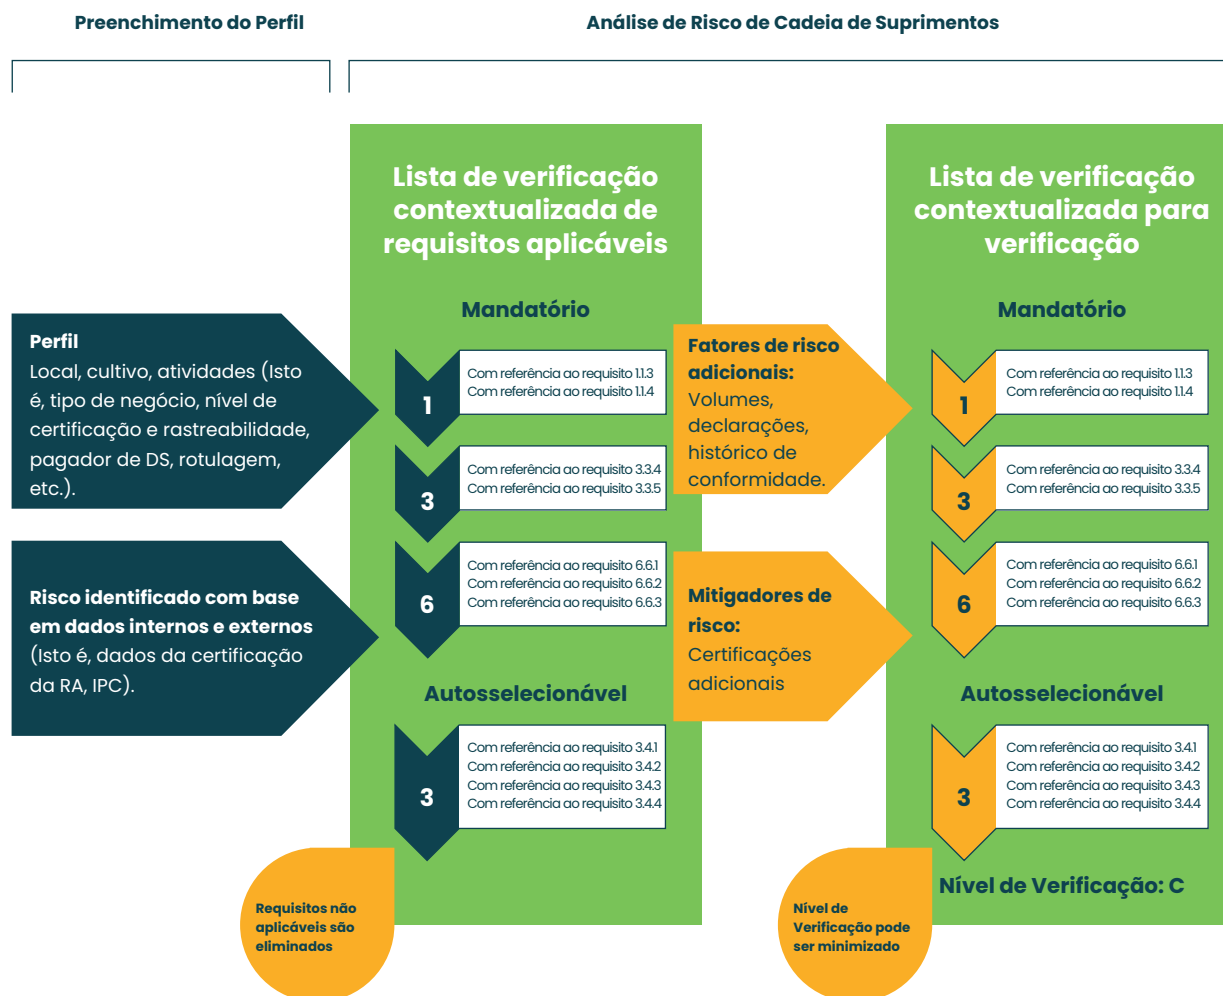 Preenchimento do Perfil
Análise de Risco de Cadeia de Suprimentos
Perfil
Local, cultivo, atividades (Isto
é, tipo de negócio, nível de
certificação e rastreabilidade,
pagador de DS, rotulagem,
etc.).
Risco identificado com base
em dados internos e externos
(Isto é, dados da certificação
da RA, IPC).
Lista de verificação
contextualizada de
requisitos aplicáveis
Mandatório
1
Com referência ao requisito 1.1.3
Com referência ao requisito 1.1.4
3
Com referência ao requisito 3.3.4
Com referência ao requisito 3.3.5
6
Com referência ao requisito 6.6.1
Com referência ao requisito 6.6.2
Com referência ao requisito 6.6.3
Autosselecionável
3
Com referência ao requisito 3.4.1
Com referência ao requisito 3.4.2
Com referência ao requisito 3.4.3
Com referência ao requisito 3.4.4
Requisitos não
aplicáveis são
eliminados
Fatores de risco
adicionais:
Volumes,
declarações,
histórico de
conformidade.
Mitigadores de
risco:
Certificações
adicionais
Lista de verificação
contextualizada para
verificação
Mandatório
1
Com referência ao requisito 1.1.3
Com referência ao requisito 1.1.4
3
Com referência ao requisito 3.3.4
Com referência ao requisito 3.3.5
6
Com referência ao requisito 6.6.1
Com referência ao requisito 6.6.2
Com referência ao requisito 6.6.3
Autosselecionável
3
Com referência ao requisito 3.4.1
Com referência ao requisito 3.4.2
Com referência ao requisito 3.4.3
Com referência ao requisito 3.4.4
Nível de Verificação: C
Nível de
Verificação pode
ser minimizado